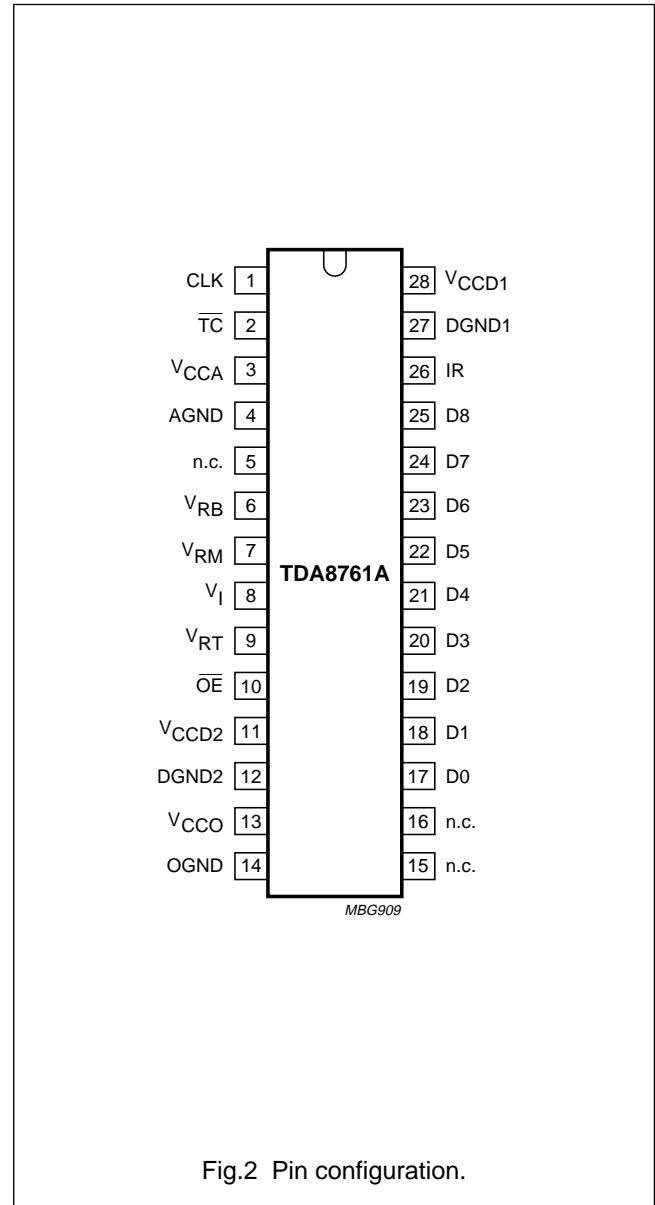 CLK 1 28 VCCD1
TC 2 27 DGND1
VCCA 3 26 IR
AGND 4 25 D8
n.c. 5 24 D7
VRB 6 23 D6
VRM 7 22 D5
TDA8761A
VI 8 21 D4
VRT 9 20 D3
OE 10 19 D2
VCCD2 11 18 D1
DGND2 12 17 D0
VCCO 13 16 n.c.
OGND 14 15 n.c.
MBG909
Fig.2 Pin configuration.